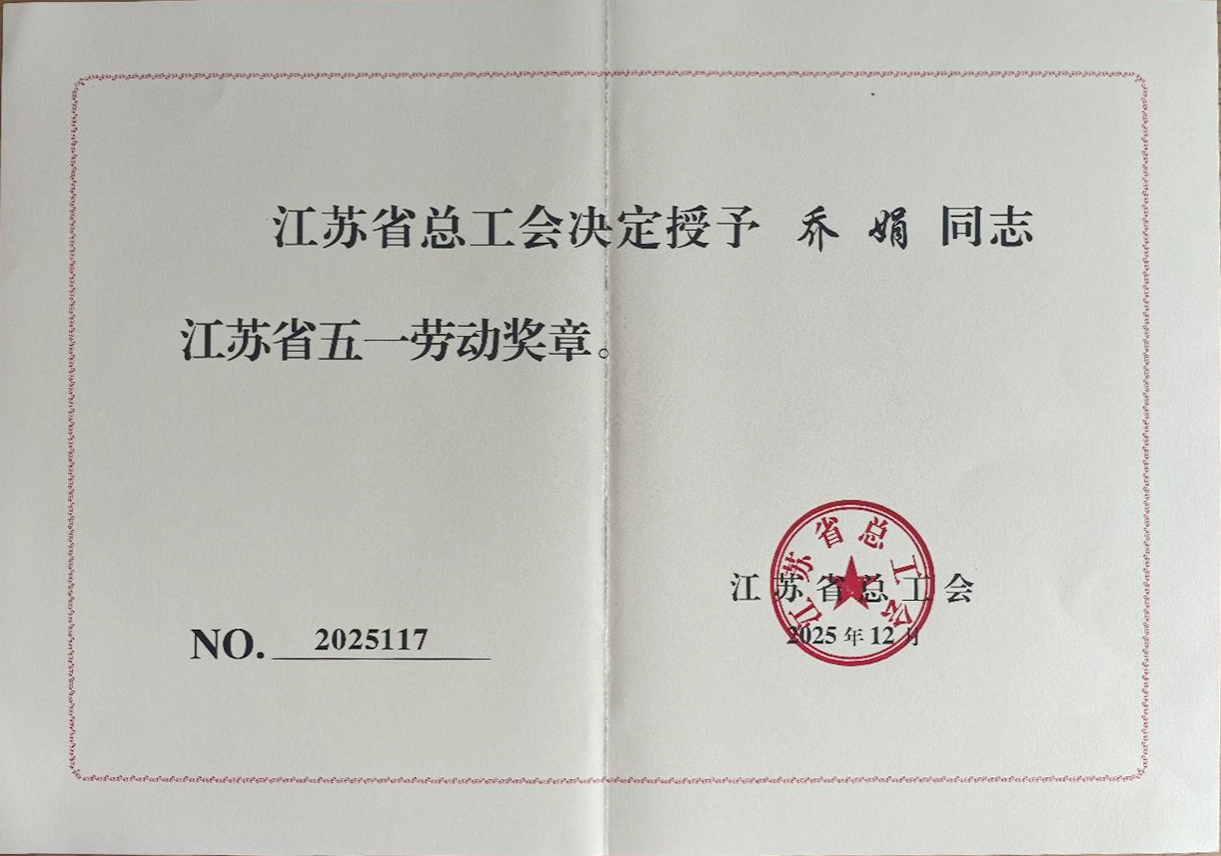 江苏省总工会决定授予 乔 娟 同志
江苏省五一劳动奖章。
江苏省总工会
江苏省总工会
2025年12月
NO. 2025117